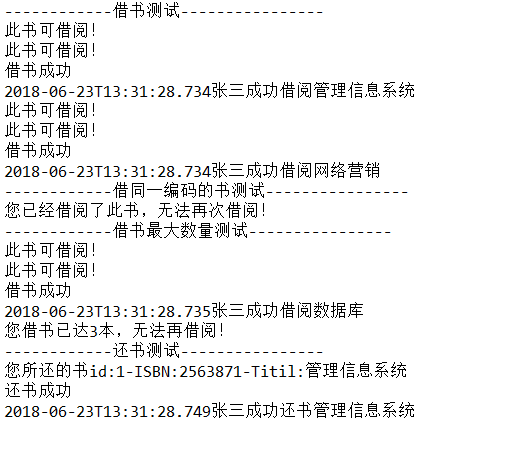 ------------借书测试----------------
此书可借阅！
此书可借阅！
借书成功
2018-06-23T13:31:28.734张三成功借阅管理信息系统
此书可借阅！
此书可借阅！
借书成功
2018-06-23T13:31:28.734张三成功借阅网络营销
------------借同一编码的书测试----------------
您已经借阅了此书，无法再次借阅！
------------借书最大数量测试----------------
此书可借阅！
此书可借阅！
借书成功
2018-06-23T13:31:28.735张三成功借阅数据库
您借书已达3本，无法再借阅！
------------还书测试----------------
您所还的书id:1-ISBN:2563871-Titil:管理信息系统
还书成功
2018-06-23T13:31:28.749张三成功还书管理信息系统